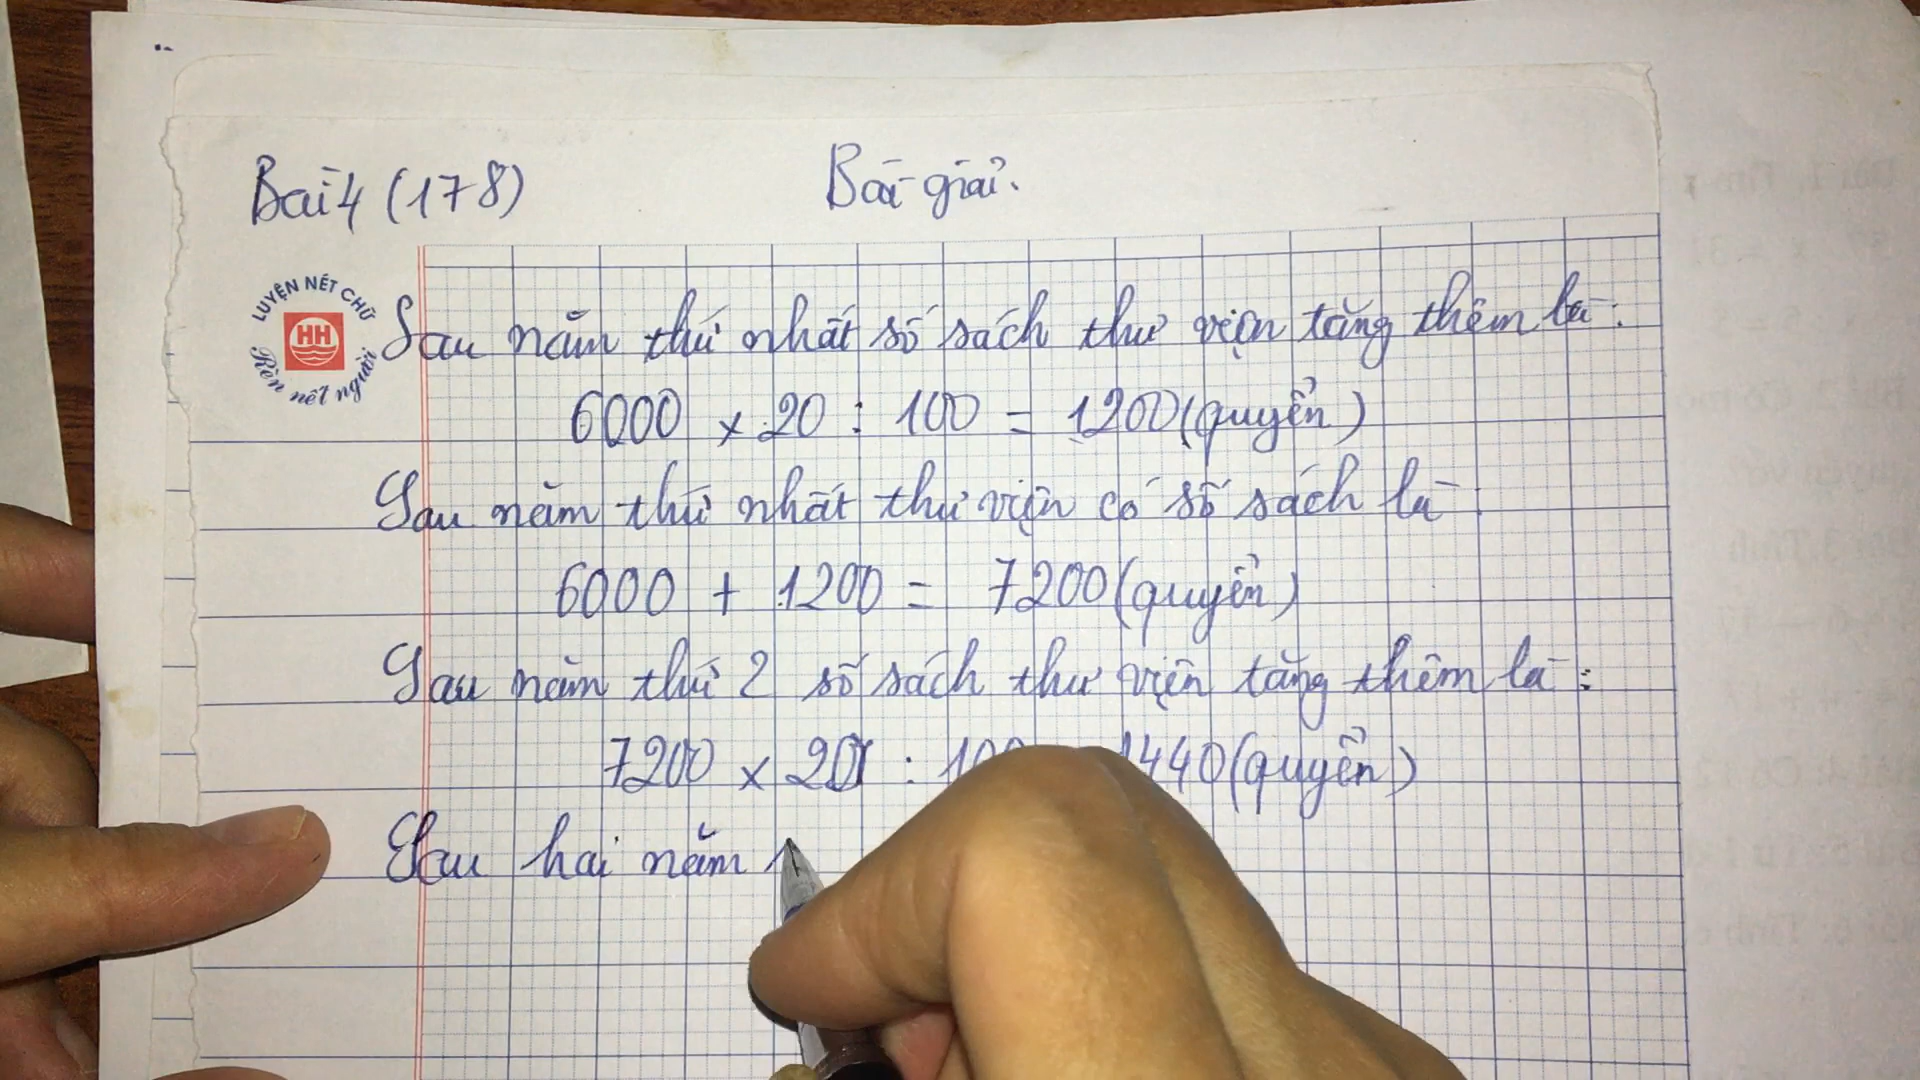 Bài 4 (178)
Bài giải.
LUYỆN NÉT CHỮ
HH
Rèn nết người
Sau năm thứ nhất số sách thư viện tăng thêm là:
6000 x 20 : 100 = 1200 (quyển)
Sau năm thứ nhất thư viện có số sách là:
6000 + 1200 = 7200 (quyển)
Sau năm thứ 2 số sách thư viện tăng thêm là:
7200 x 20 : 100 1440 (quyển)
Sau hai năm